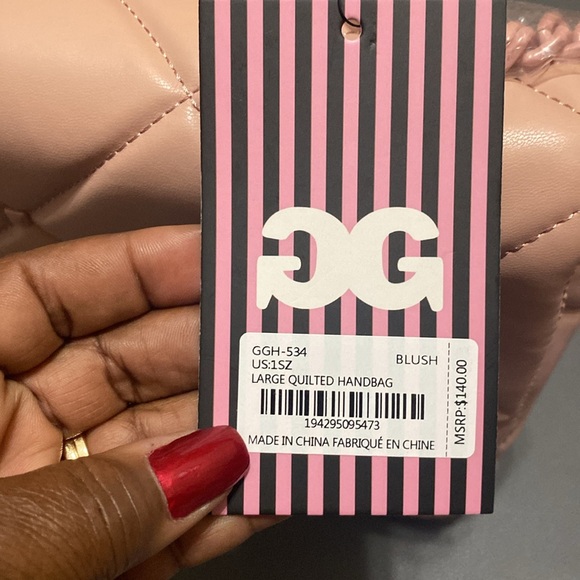 GG
GGH-534
US:1SZ BLUSH
LARGE QUILTED HANDBAG
194295095473
MADE IN CHINA FABRIQUÉ EN CHINE
MSRP:$140.00